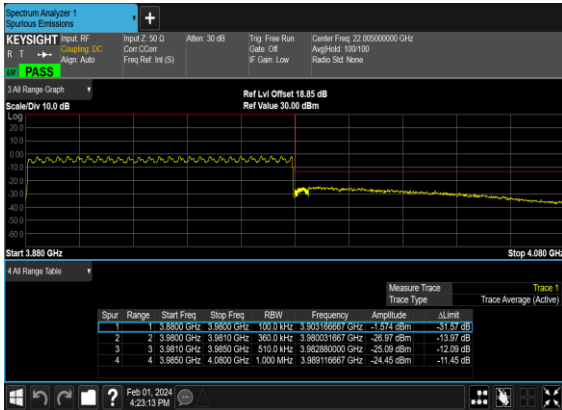 Spectrum Analyzer 1
Spurious Emissions
+
KEYSIGHT
R T
LXI PASS
Input: RF
Coupling: DC
Align: Auto
Input Z: 50 Ω
Corr CCorr
Freq Ref: Int (S)
Atten: 30 dB
Trig: Free Run
Gate: Off
IF Gain: Low
Center Freq: 22.005000000 GHz
Avg|Hold: 100/100
Radio Std: None
3 All Range Graph
Ref Lvl Offset 18.85 dB
Scale/Div 10.0 dB
Ref Value 30.00 dBm
Log
20.0
10.0
0.00
-10.0
-20.0
-30.0
-40.0
-50.0
-60.0
Start 3.880 GHz
Stop 4.080 GHz
4 All Range Table
Measure Trace Trace 1
Trace Type Trace Average (Active)
Spur Range Start Freq Stop Freq RBW Frequency Amplitude ΔLimit
1 1 3.8800 GHz 3.9800 GHz 100.0 kHz 3.903166667 GHz -1.574 dBm -31.57 dB
2 2 3.9800 GHz 3.9810 GHz 360.0 kHz 3.980031667 GHz -26.97 dBm -13.97 dB
3 3 3.9810 GHz 3.9850 GHz 510.0 kHz 3.982880000 GHz -25.09 dBm -12.09 dB
4 4 3.9850 GHz 4.0800 GHz 1.000 MHz 3.989116667 GHz -24.45 dBm -11.45 dB
?
Feb 01, 2024
4:23:13 PM